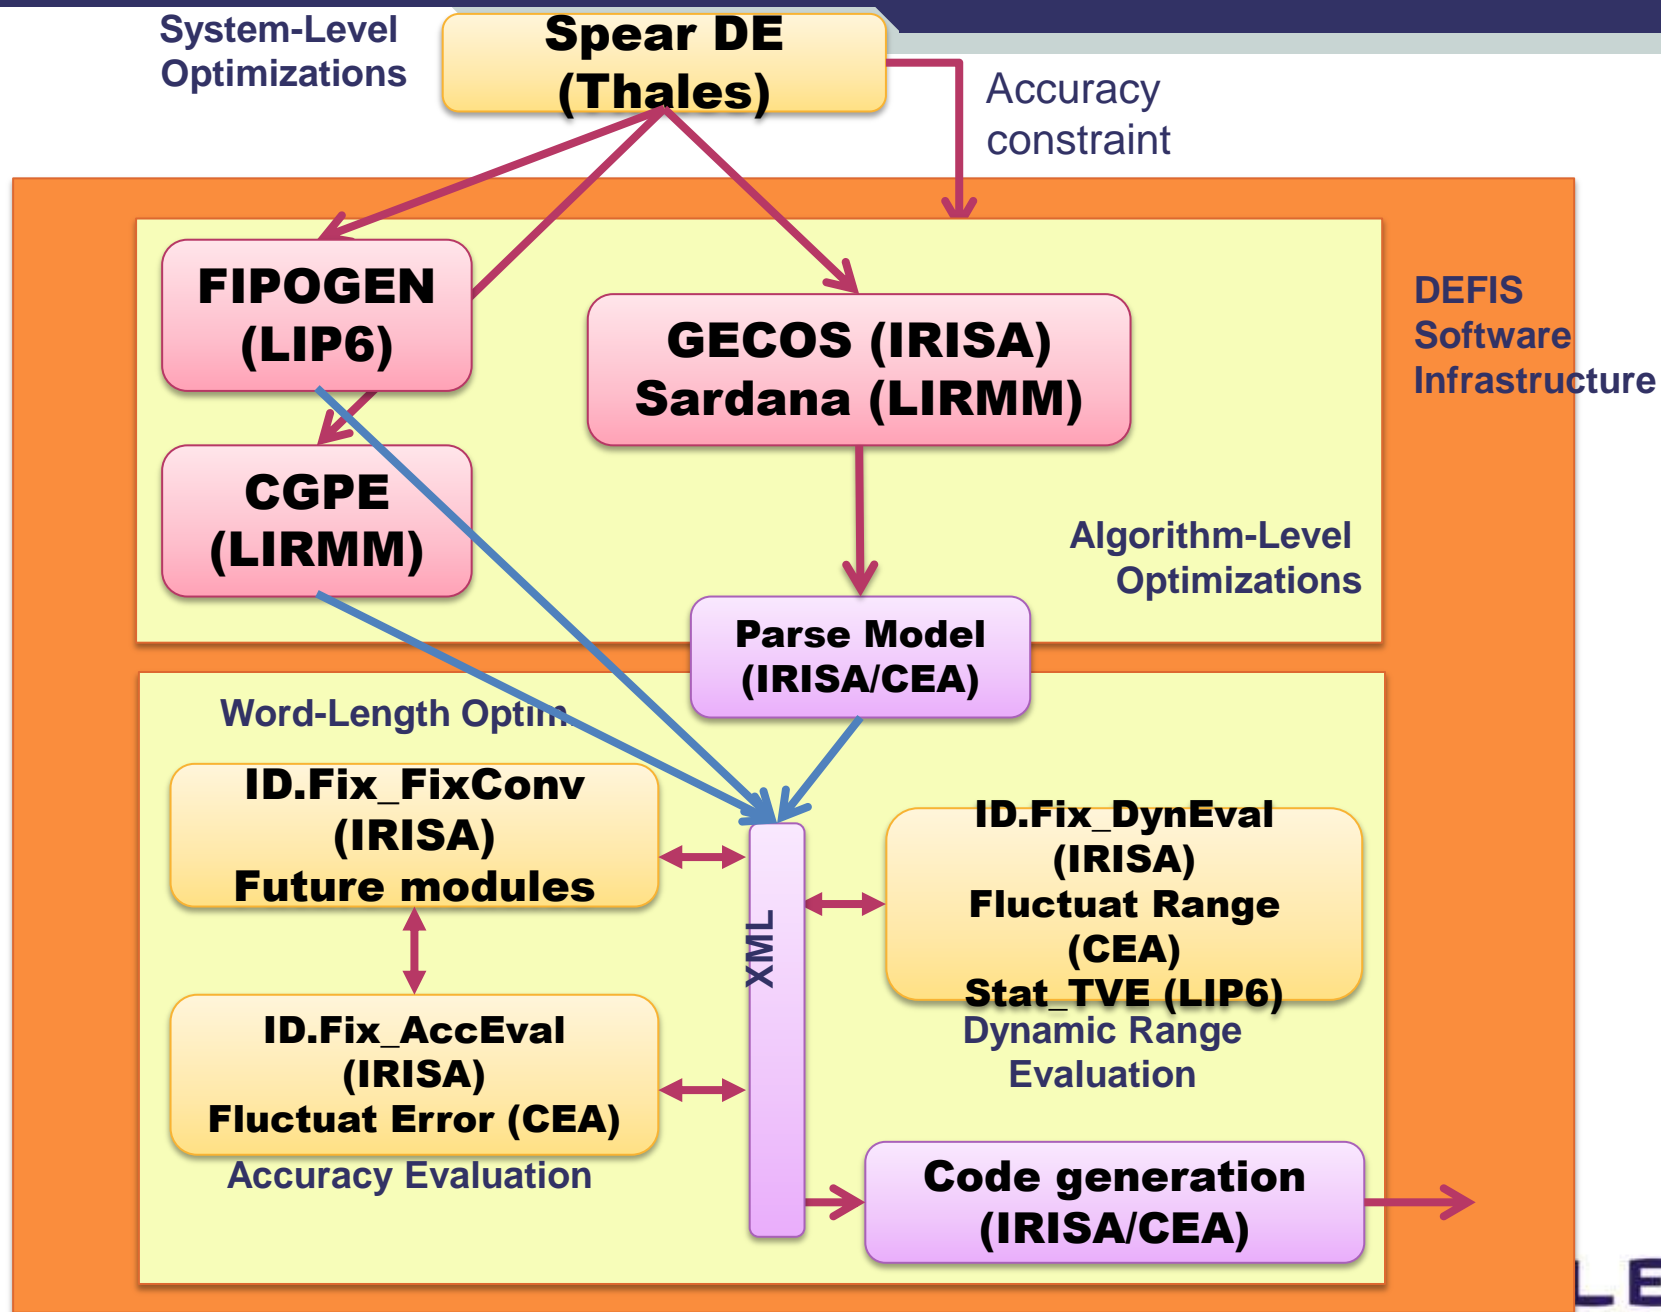 System-Level
Optimizations
Spear DE
(Thales)
Accuracy
constraint
FIPOGEN
(LIP6)
GECOS (IRISA)
Sardana (LIRMM)
DEFIS
Software
Infrastructure
CGPE
(LIRMM)
Algorithm-Level
Optimizations
Parse Model
(IRISA/CEA)
Word-Length Optim
ID.Fix_FixConv
(IRISA)
Future modules
XML
ID.Fix_DynEval
(IRISA)
Fluctuat Range
(CEA)
Stat_TVE (LIP6)
Dynamic Range
Evaluation
ID.Fix_AccEval
(IRISA)
Fluctuat Error (CEA)
Accuracy Evaluation
Code generation
(IRISA/CEA)
LE